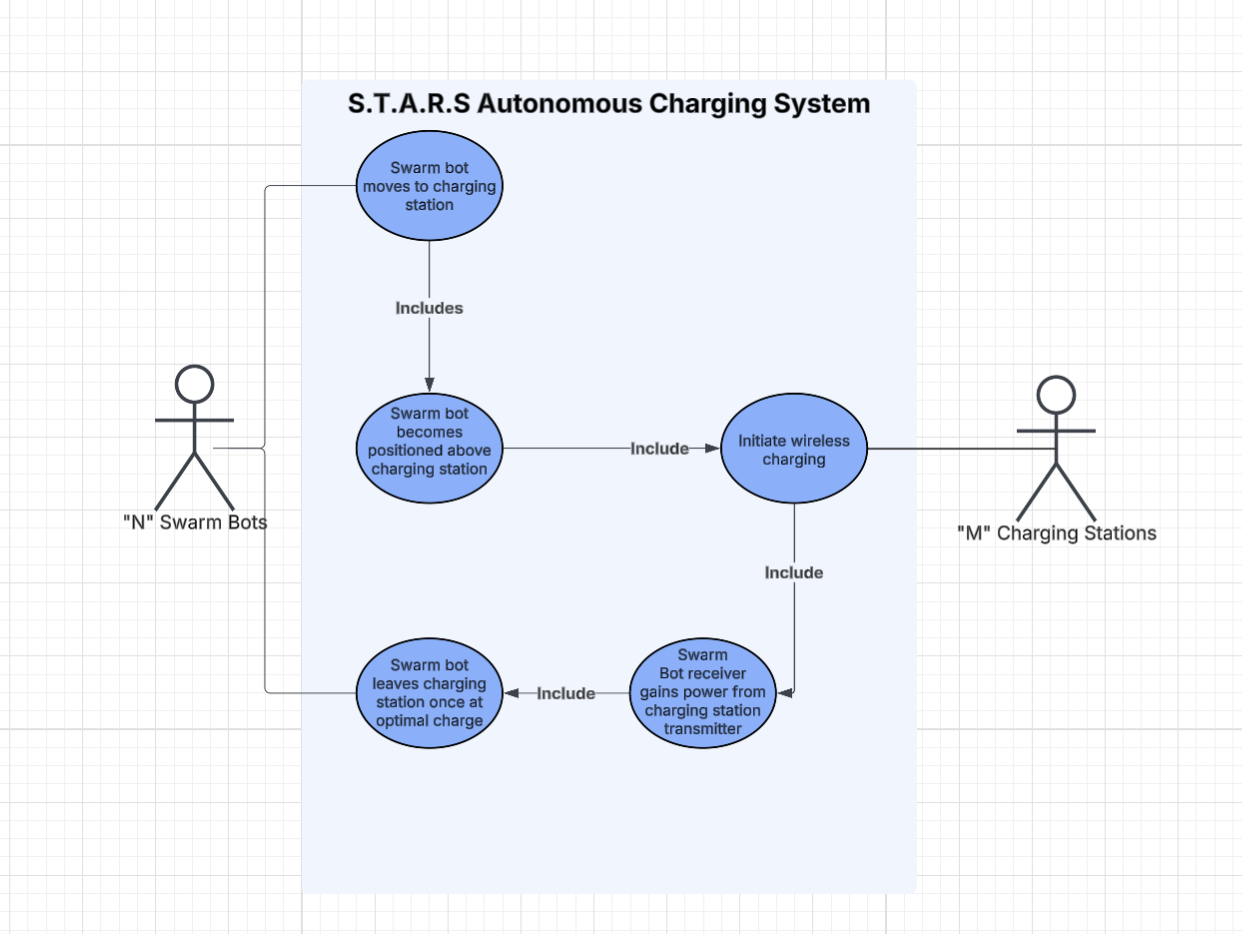 S.T.A.R.S Autonomous Charging System
Swarm bot
moves to charging
station
Includes
Swarm bot
becomes
positioned above
charging station
Include
Initiate wireless
charging
"N" Swarm Bots
"M" Charging Stations
Include
Swarm
Bot receiver
gains power from
charging station
transmitter
Include
Swarm bot
leaves charging
station once at
optimal charge